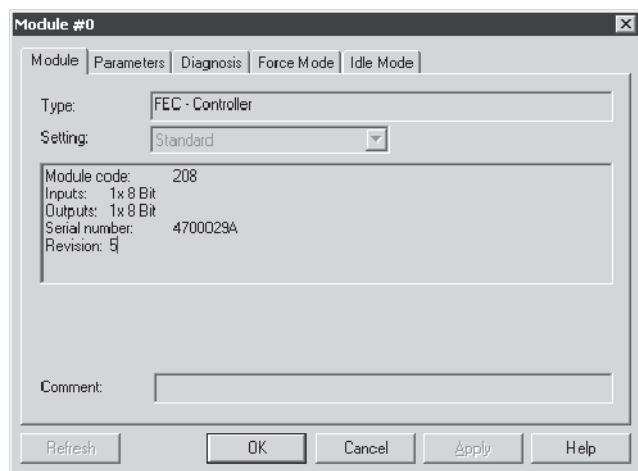 Module #0
Module Parameters Diagnosis Force Mode Idle Mode
Type: FEC - Controller
Setting: Standard
Module code: 208
Inputs: 1x 8 Bit
Outputs: 1x 8 Bit
Serial number: 4700029A
Revision: 5
Comment:
Refresh OK Cancel Apply Help